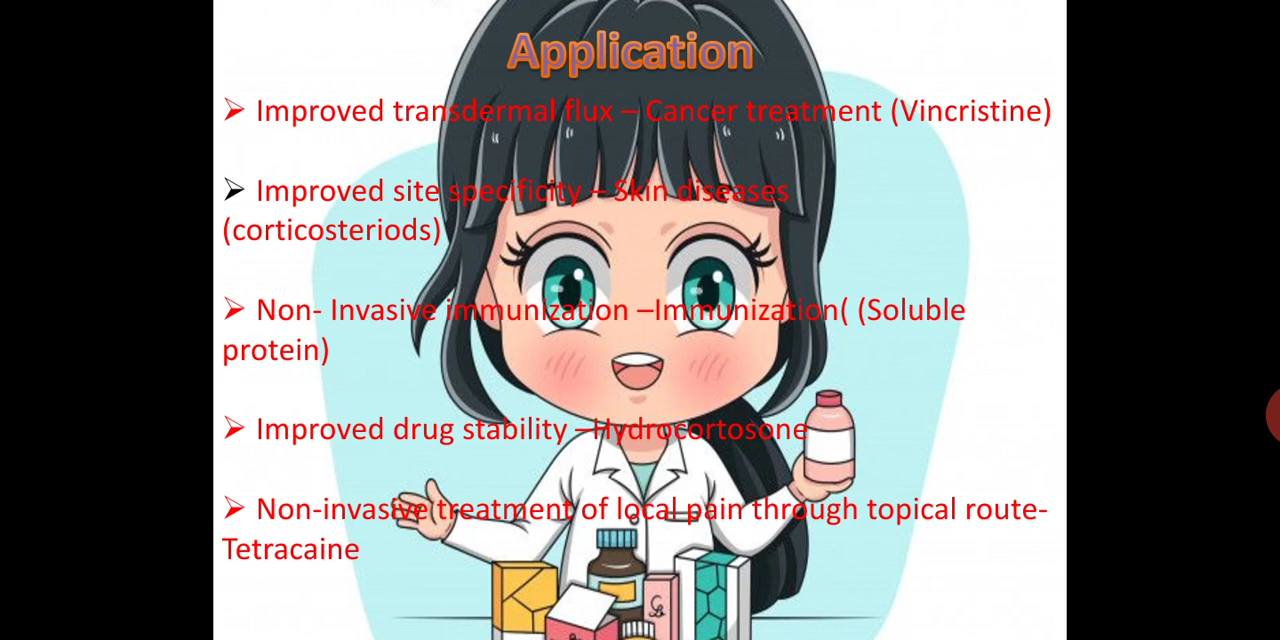 Application
➢ Improved transdermal flux – Cancer treatment (Vincristine)
➢ Improved site specificity – Skin diseases
(corticosteriods)
➢ Non- Invasive immunization –Immunization( (Soluble
protein)
➢ Improved drug stability –Hydrocortosone
➢ Non-invasive treatment of local pain through topical route-
Tetracaine